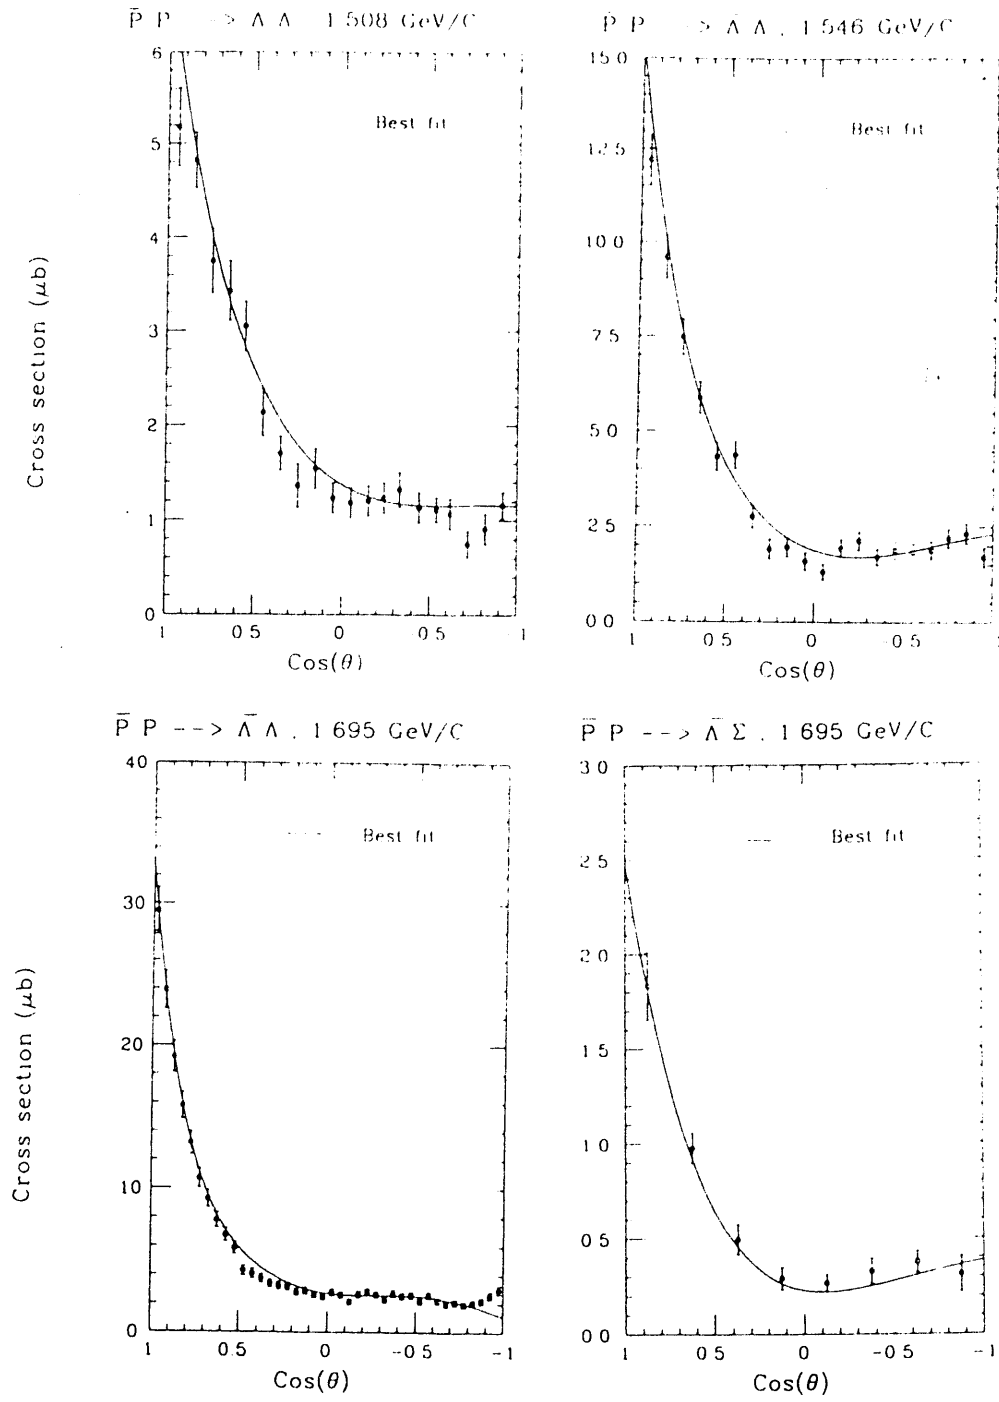 P̄ P --> Λ Λ , 1 508 GeV/C
6
5
4
3
2
1
0
Best fit
1 0 5 0 -0 5 -1
Cos(θ)
Cross section (μb)
P P --> Λ̄ Λ , 1 546 GeV/C
15 0
12 5
10 0
7 5
5 0
2 5
0 0
Best fit
1 0 5 0 -0 5
Cos(θ)
P̄ P --> Λ̄ Λ , 1 695 GeV/C
40
30
20
10
0
Best fit
1 0 5 0 -0 5 -1
Cos(θ)
Cross section (μb)
P̄ P --> Λ̄ Σ , 1 695 GeV/C
3 0
2 5
2 0
1 5
1 0
0 5
0 0
Best fit
1 0 5 0 -0 5 -1
Cos(θ)